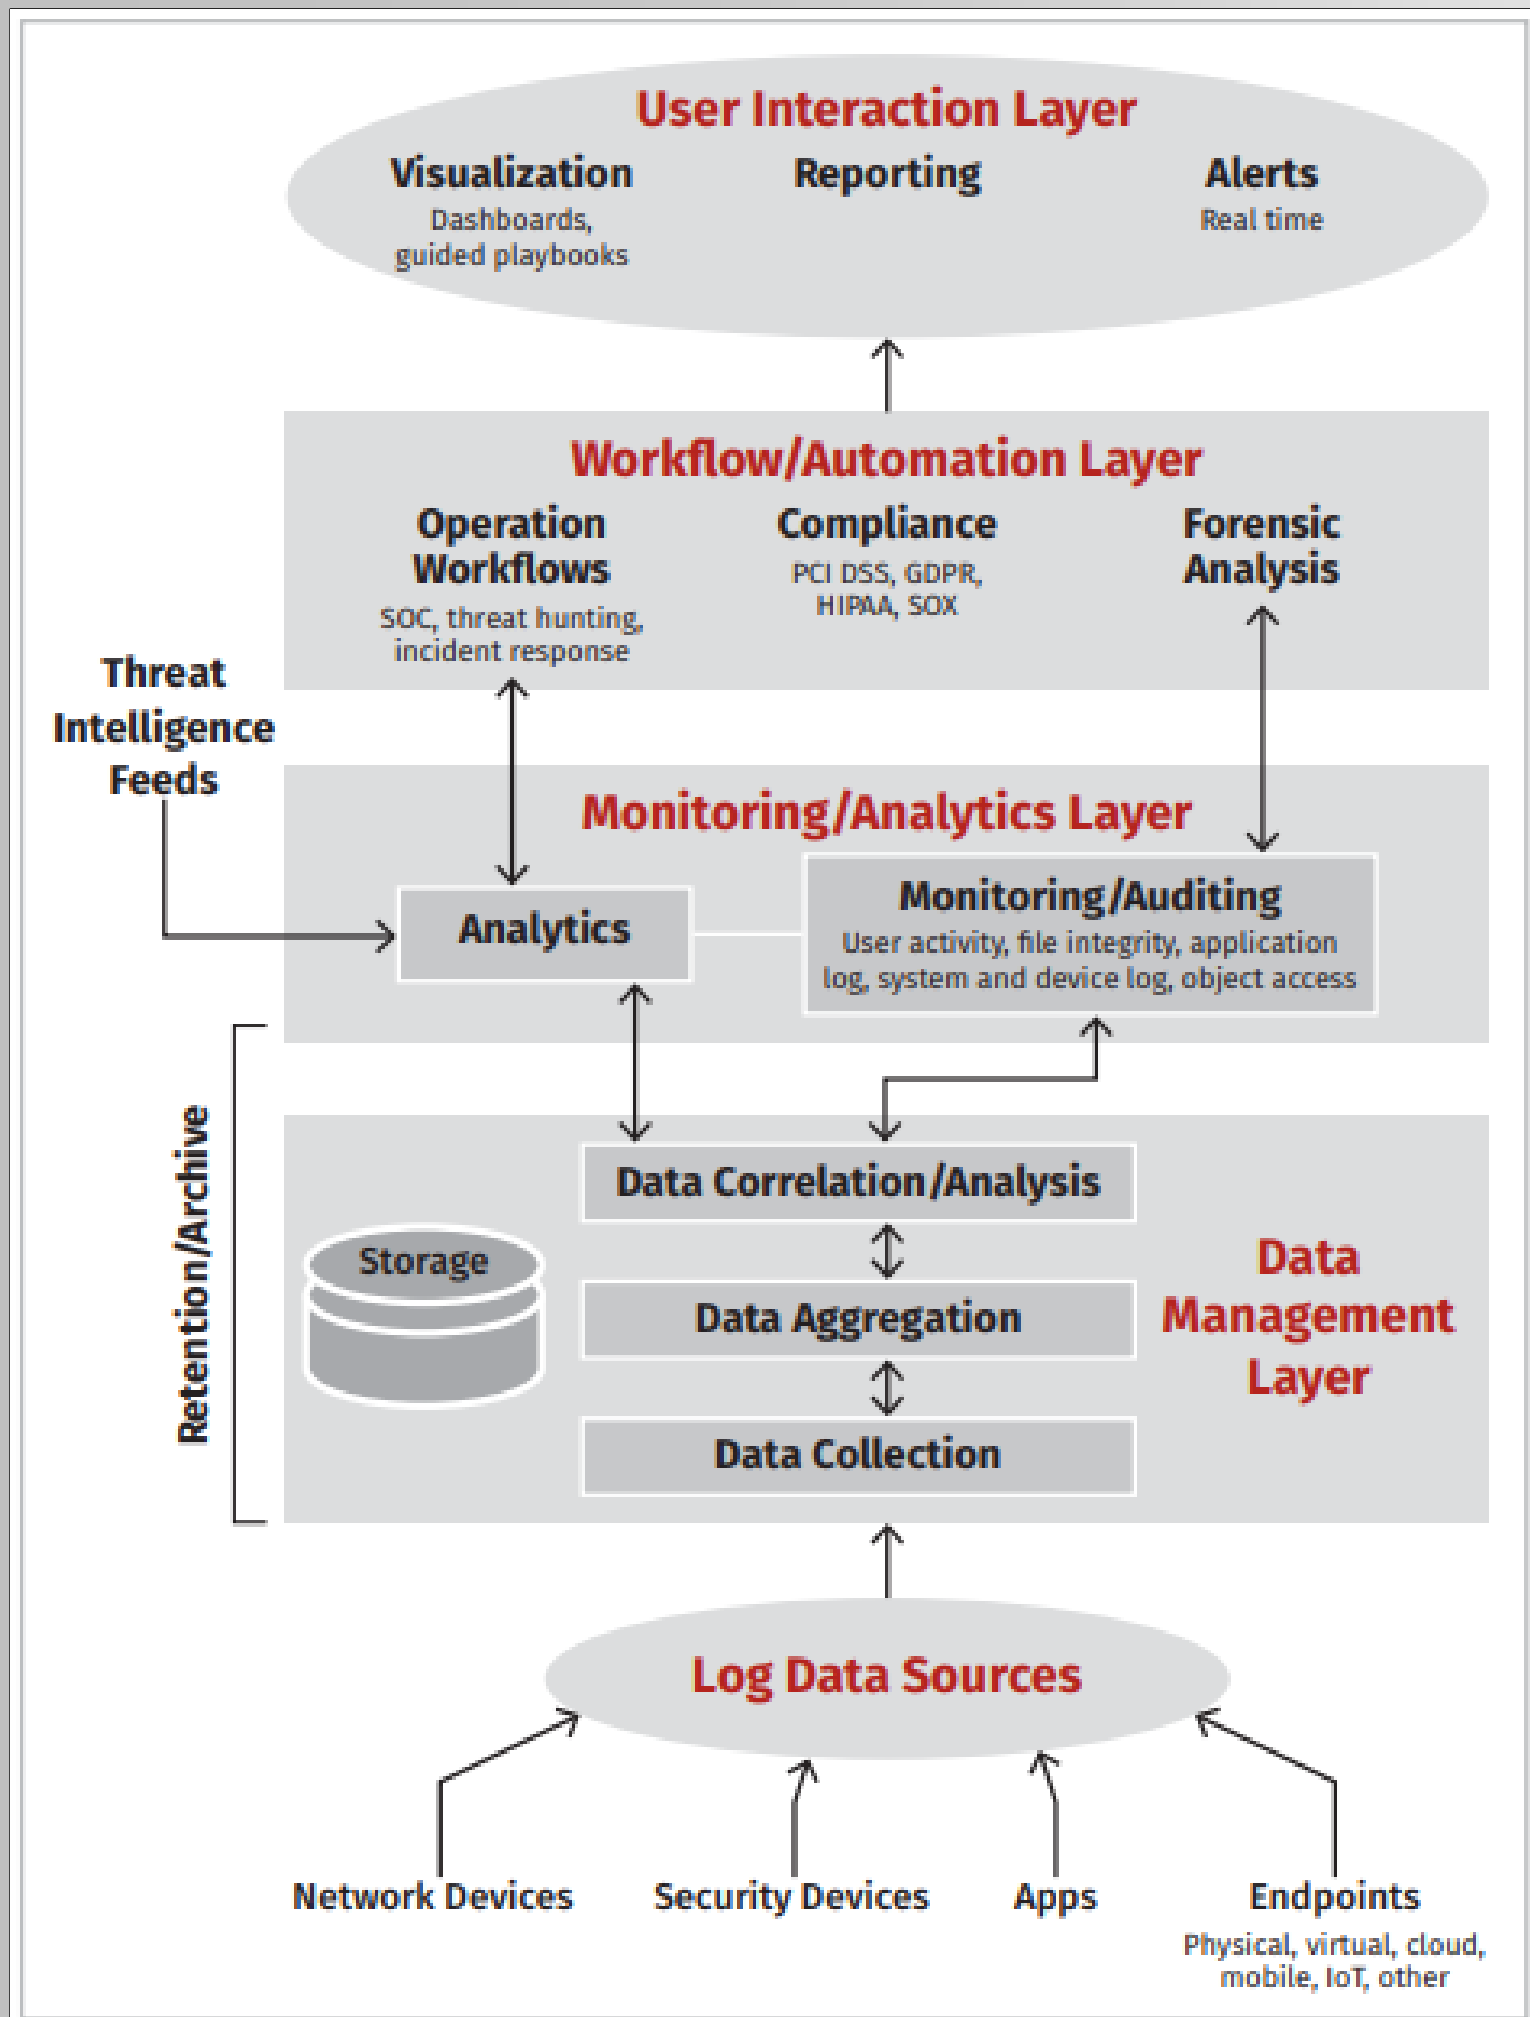 User Interaction Layer
Visualization
Dashboards,
guided playbooks
Reporting
Alerts
Real time
Workflow/Automation Layer
Operation
Workflows
SOC, threat hunting,
incident response
Compliance
PCI DSS, GDPR,
HIPAA, SOX
Forensic
Analysis
Threat
Intelligence
Feeds
Monitoring/Analytics Layer
Analytics
Monitoring/Auditing
User activity, file integrity, application
log, system and device log, object access
Retention/Archive
Storage
Data Correlation/Analysis
Data Aggregation
Data Collection
Data
Management
Layer
Log Data Sources
Network Devices
Security Devices
Apps
Endpoints
Physical, virtual, cloud,
mobile, IoT, other